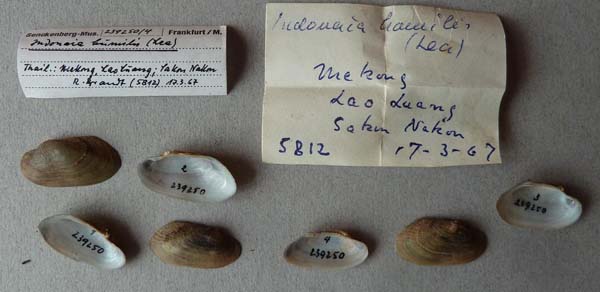 Senckenberg-Mus. 239250/4 Frankfurt/M.
Indonaia humilis (Lea)
Thail.: Mekong, Lao Luang, Sakon Nakon
R. Brandt (5812) 17.3.67
Indonaia humilis
(Lea)
Mekong
Lao Luang
Sakon Nakon
5812 17-3-67
2
239250
3
239250
1
239250
4
239250